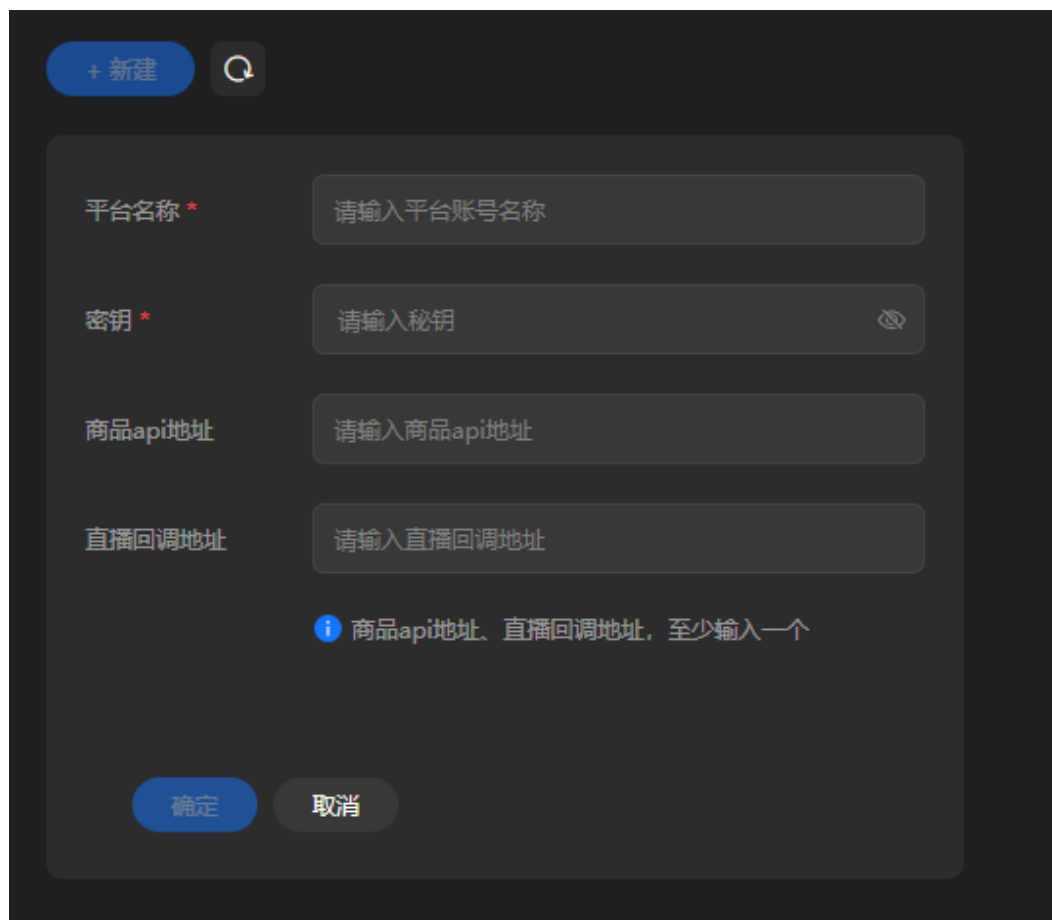 + 新建
平台名称 *
请输入平台账号名称
密钥 *
请输入秘钥
商品api地址
请输入商品api地址
直播回调地址
请输入直播回调地址
商品api地址、直播回调地址，至少输入一个
确定
取消